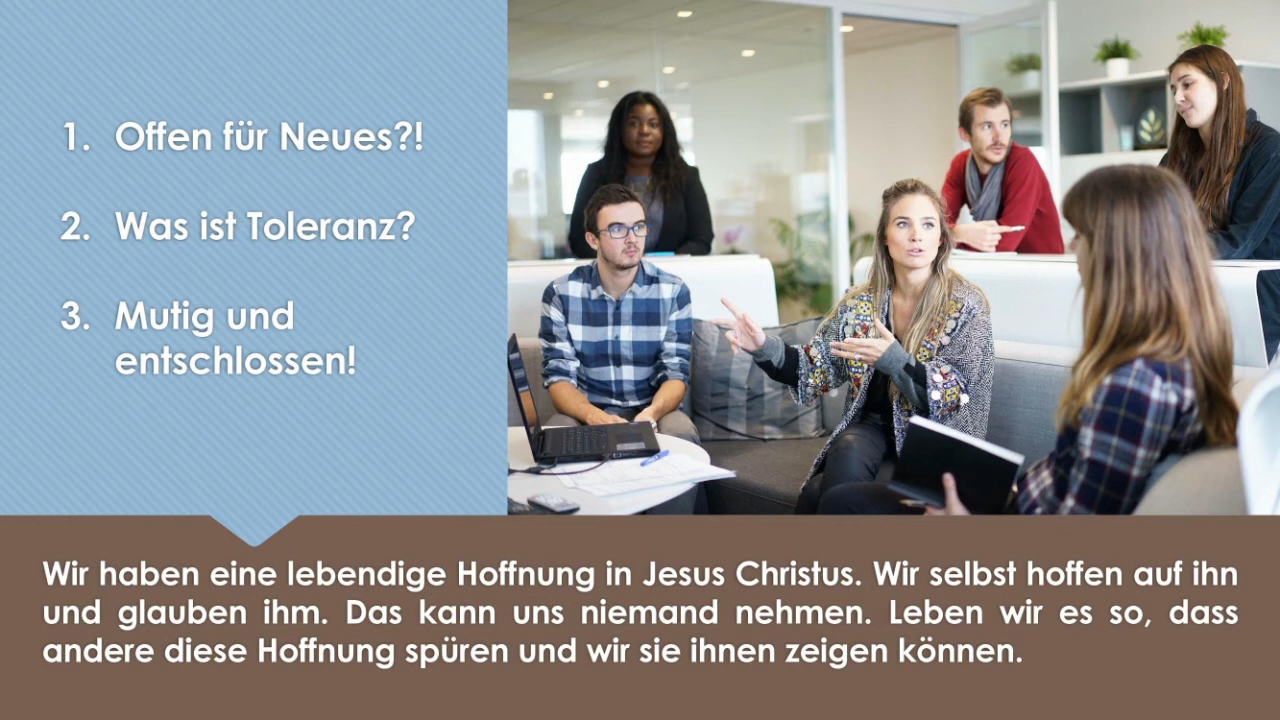 1. Offen für Neues?!
2. Was ist Toleranz?
3. Mutig und
entschlossen!
Wir haben eine lebendige Hoffnung in Jesus Christus. Wir selbst hoffen auf ihn
und glauben ihm. Das kann uns niemand nehmen. Leben wir es so, dass
andere diese Hoffnung spüren und wir sie ihnen zeigen können.